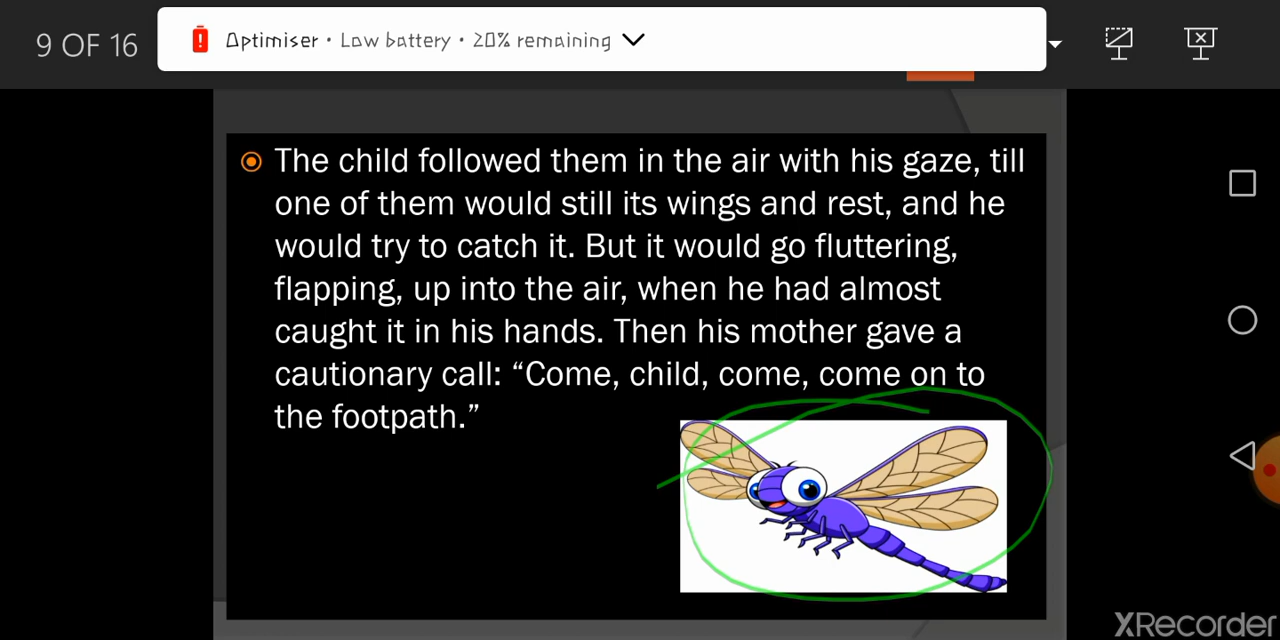 9 OF 16
Optimiser • Low battery • 20% remaining
The child followed them in the air with his gaze, till
one of them would still its wings and rest, and he
would try to catch it. But it would go fluttering,
flapping, up into the air, when he had almost
caught it in his hands. Then his mother gave a
cautionary call: “Come, child, come, come on to
the footpath.”
XRecorder